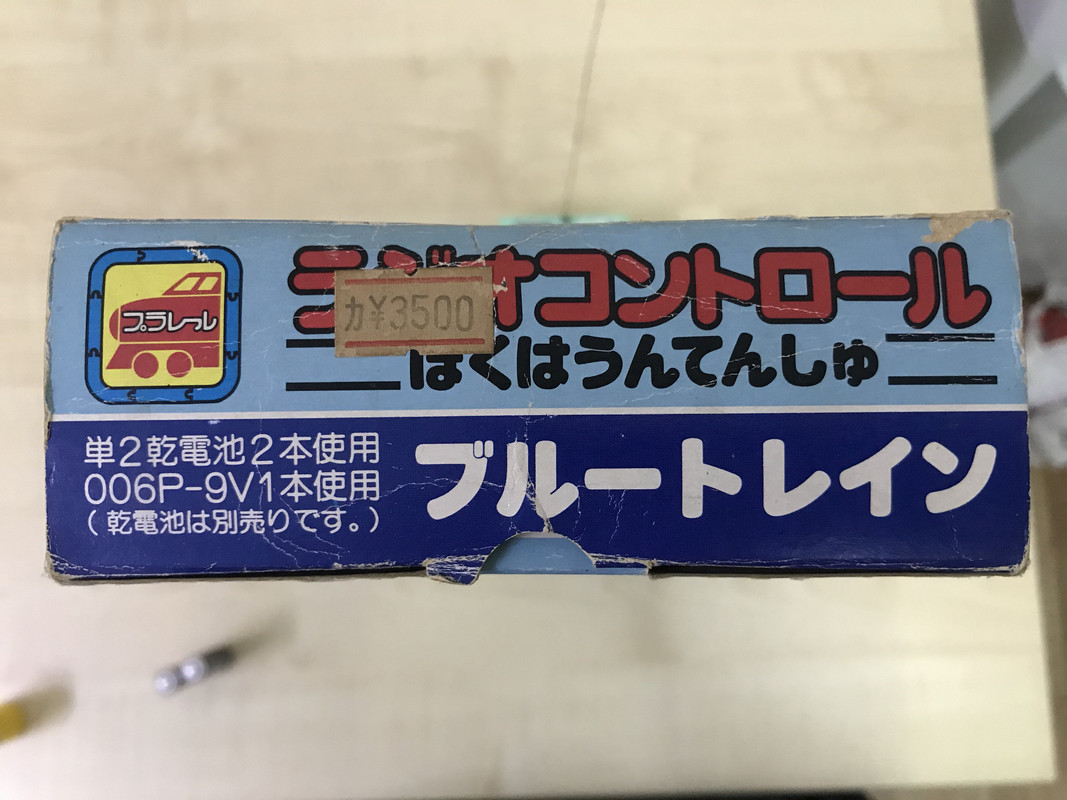 プラレール
ラジオコントロール
カ¥3500
ぼくはうんてんしゅ
単2乾電池2本使用
006P-9V1本使用
(乾電池は別売りです。)
ブルートレイン